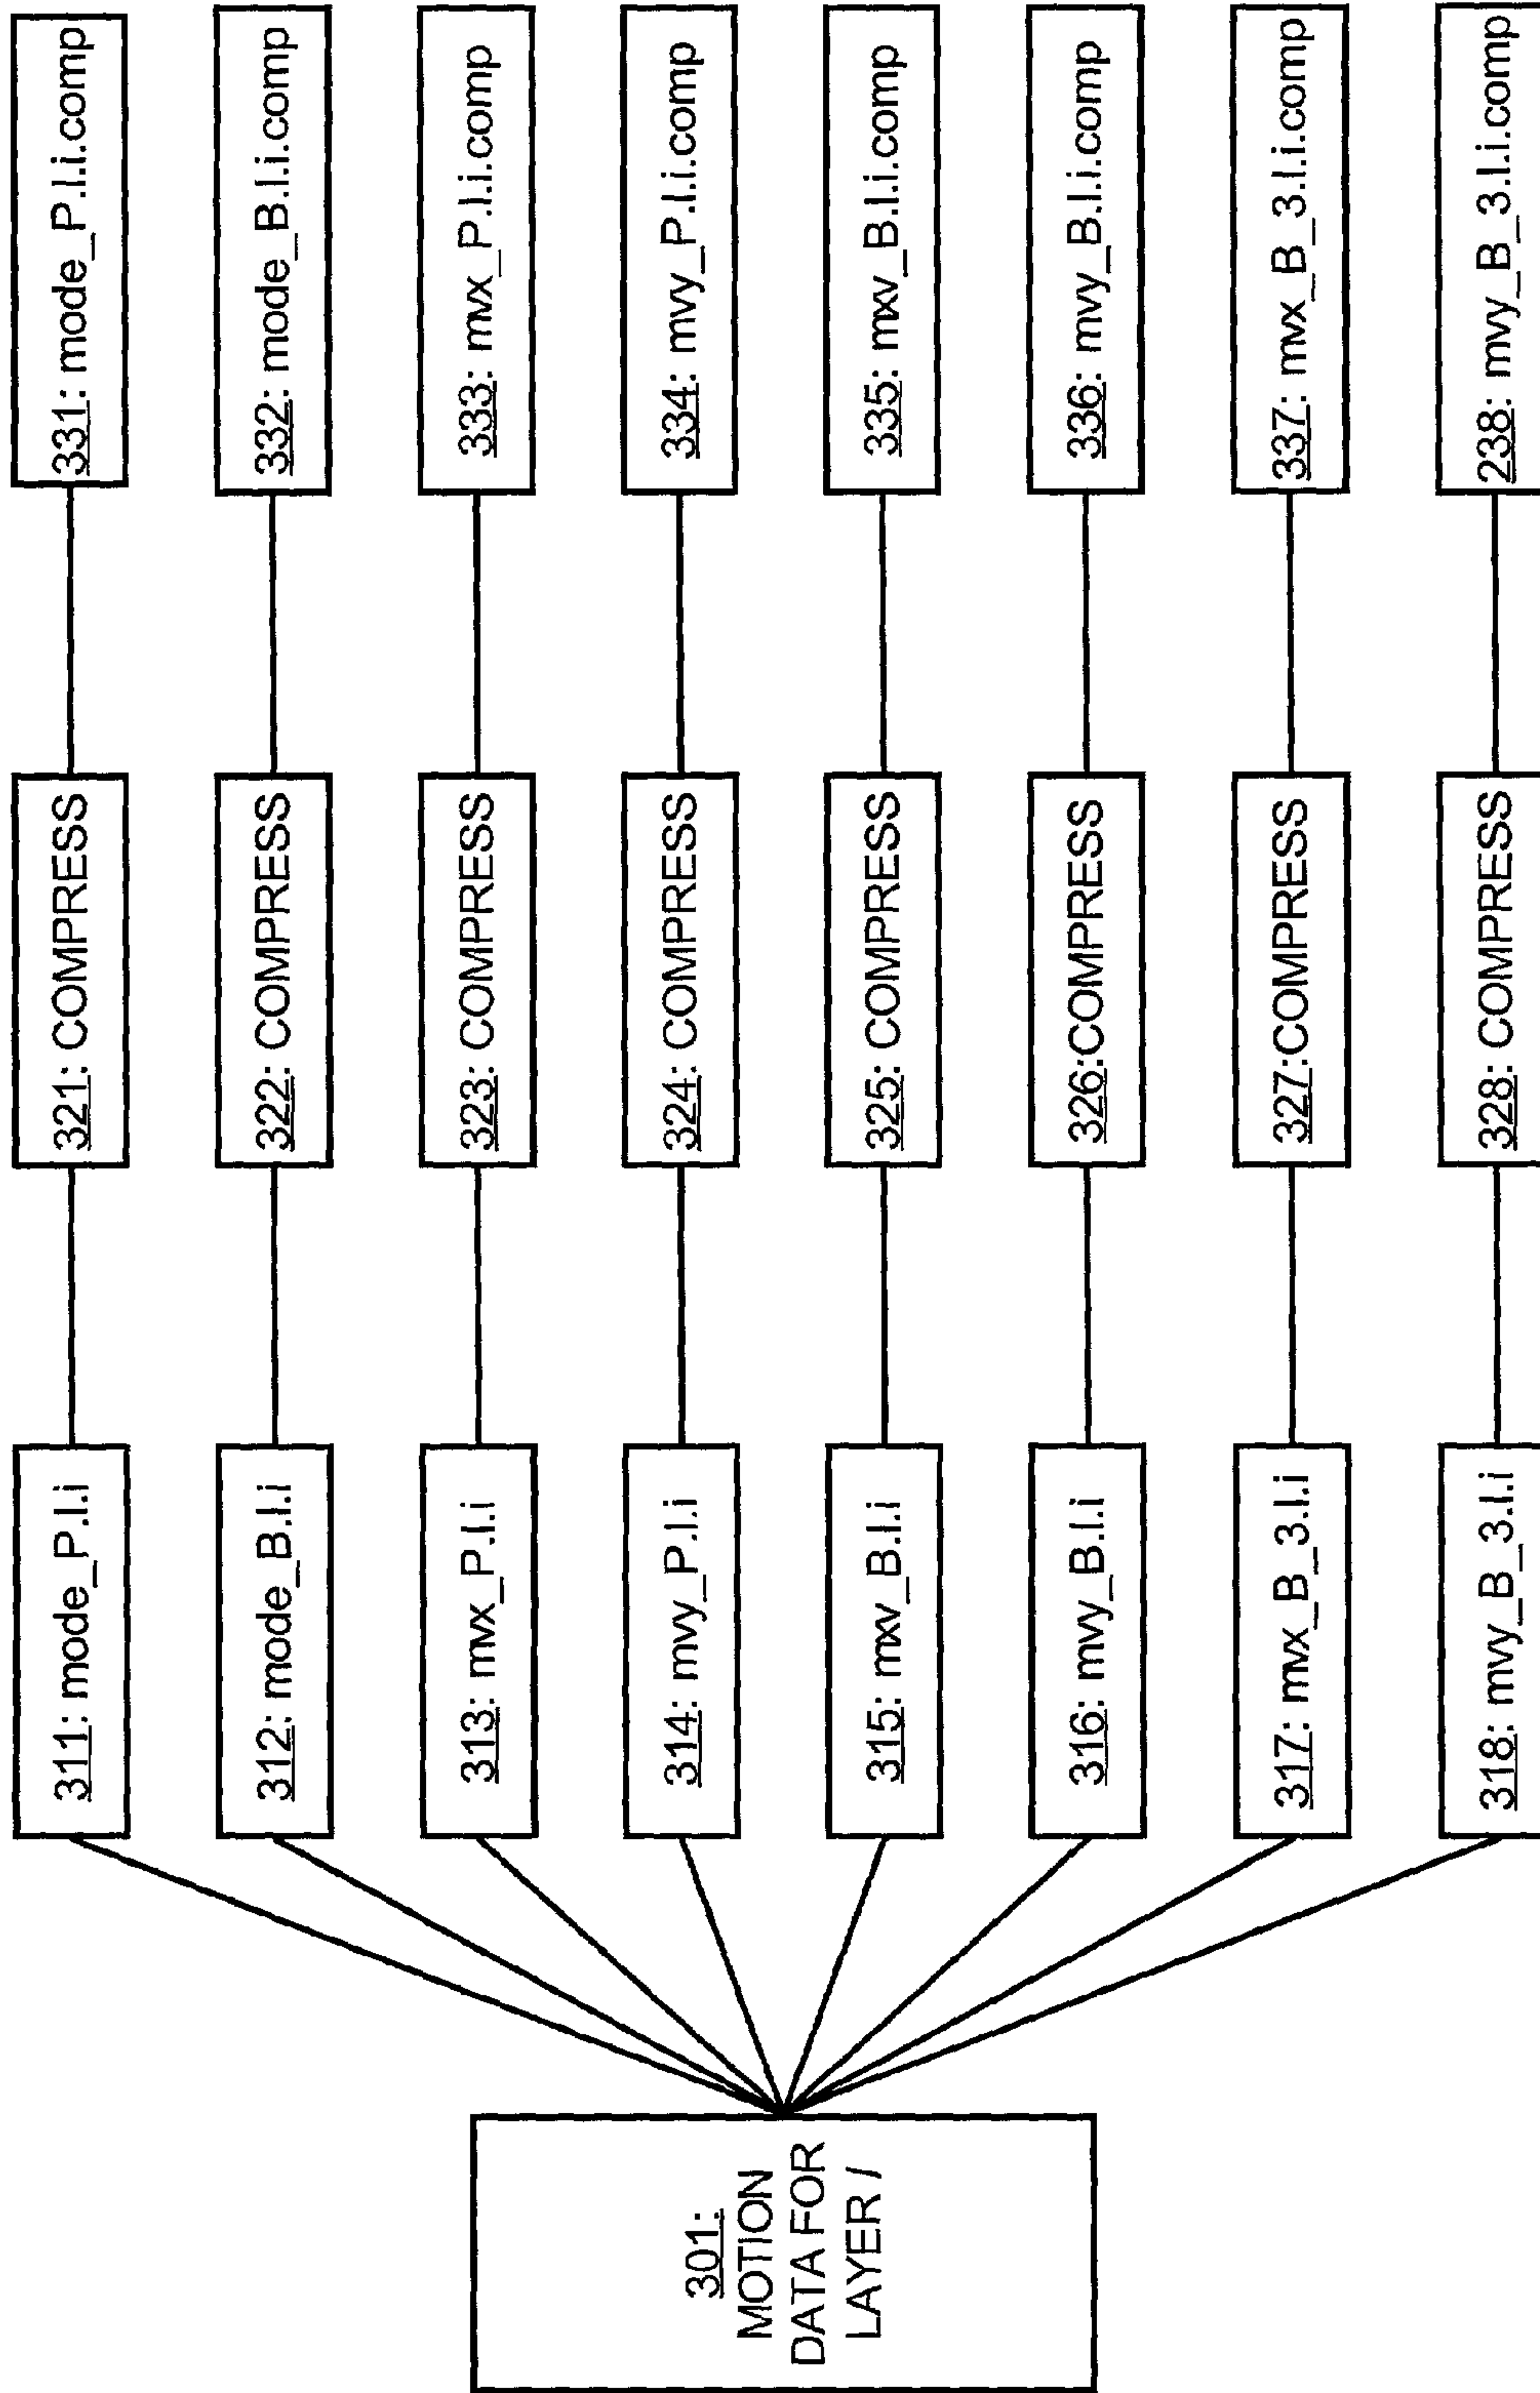 301:
MOTION
DATA FOR
LAYER l
311: mode_P.l.i
321: COMPRESS
331: mode_P.l.i.comp
312: mode_B.l.i
322: COMPRESS
332: mode_B.l.i.comp
313: mvx_P.l.i
323: COMPRESS
333: mvx_P.l.i.comp
314: mvy_P.l.i
324: COMPRESS
334: mvy_P.l.i.comp
315: mxv_B.l.i
325: COMPRESS
335: mxv_B.l.i.comp
316: mvy_B.l.i
326:COMPRESS
336: mvy_B.l.i.comp
317: mvx_B_3.l.i
327:COMPRESS
337: mvx_B_3.l.i.comp
318: mvy_B_3.l.i
328: COMPRESS
238: mvy_B_3.l.i.comp